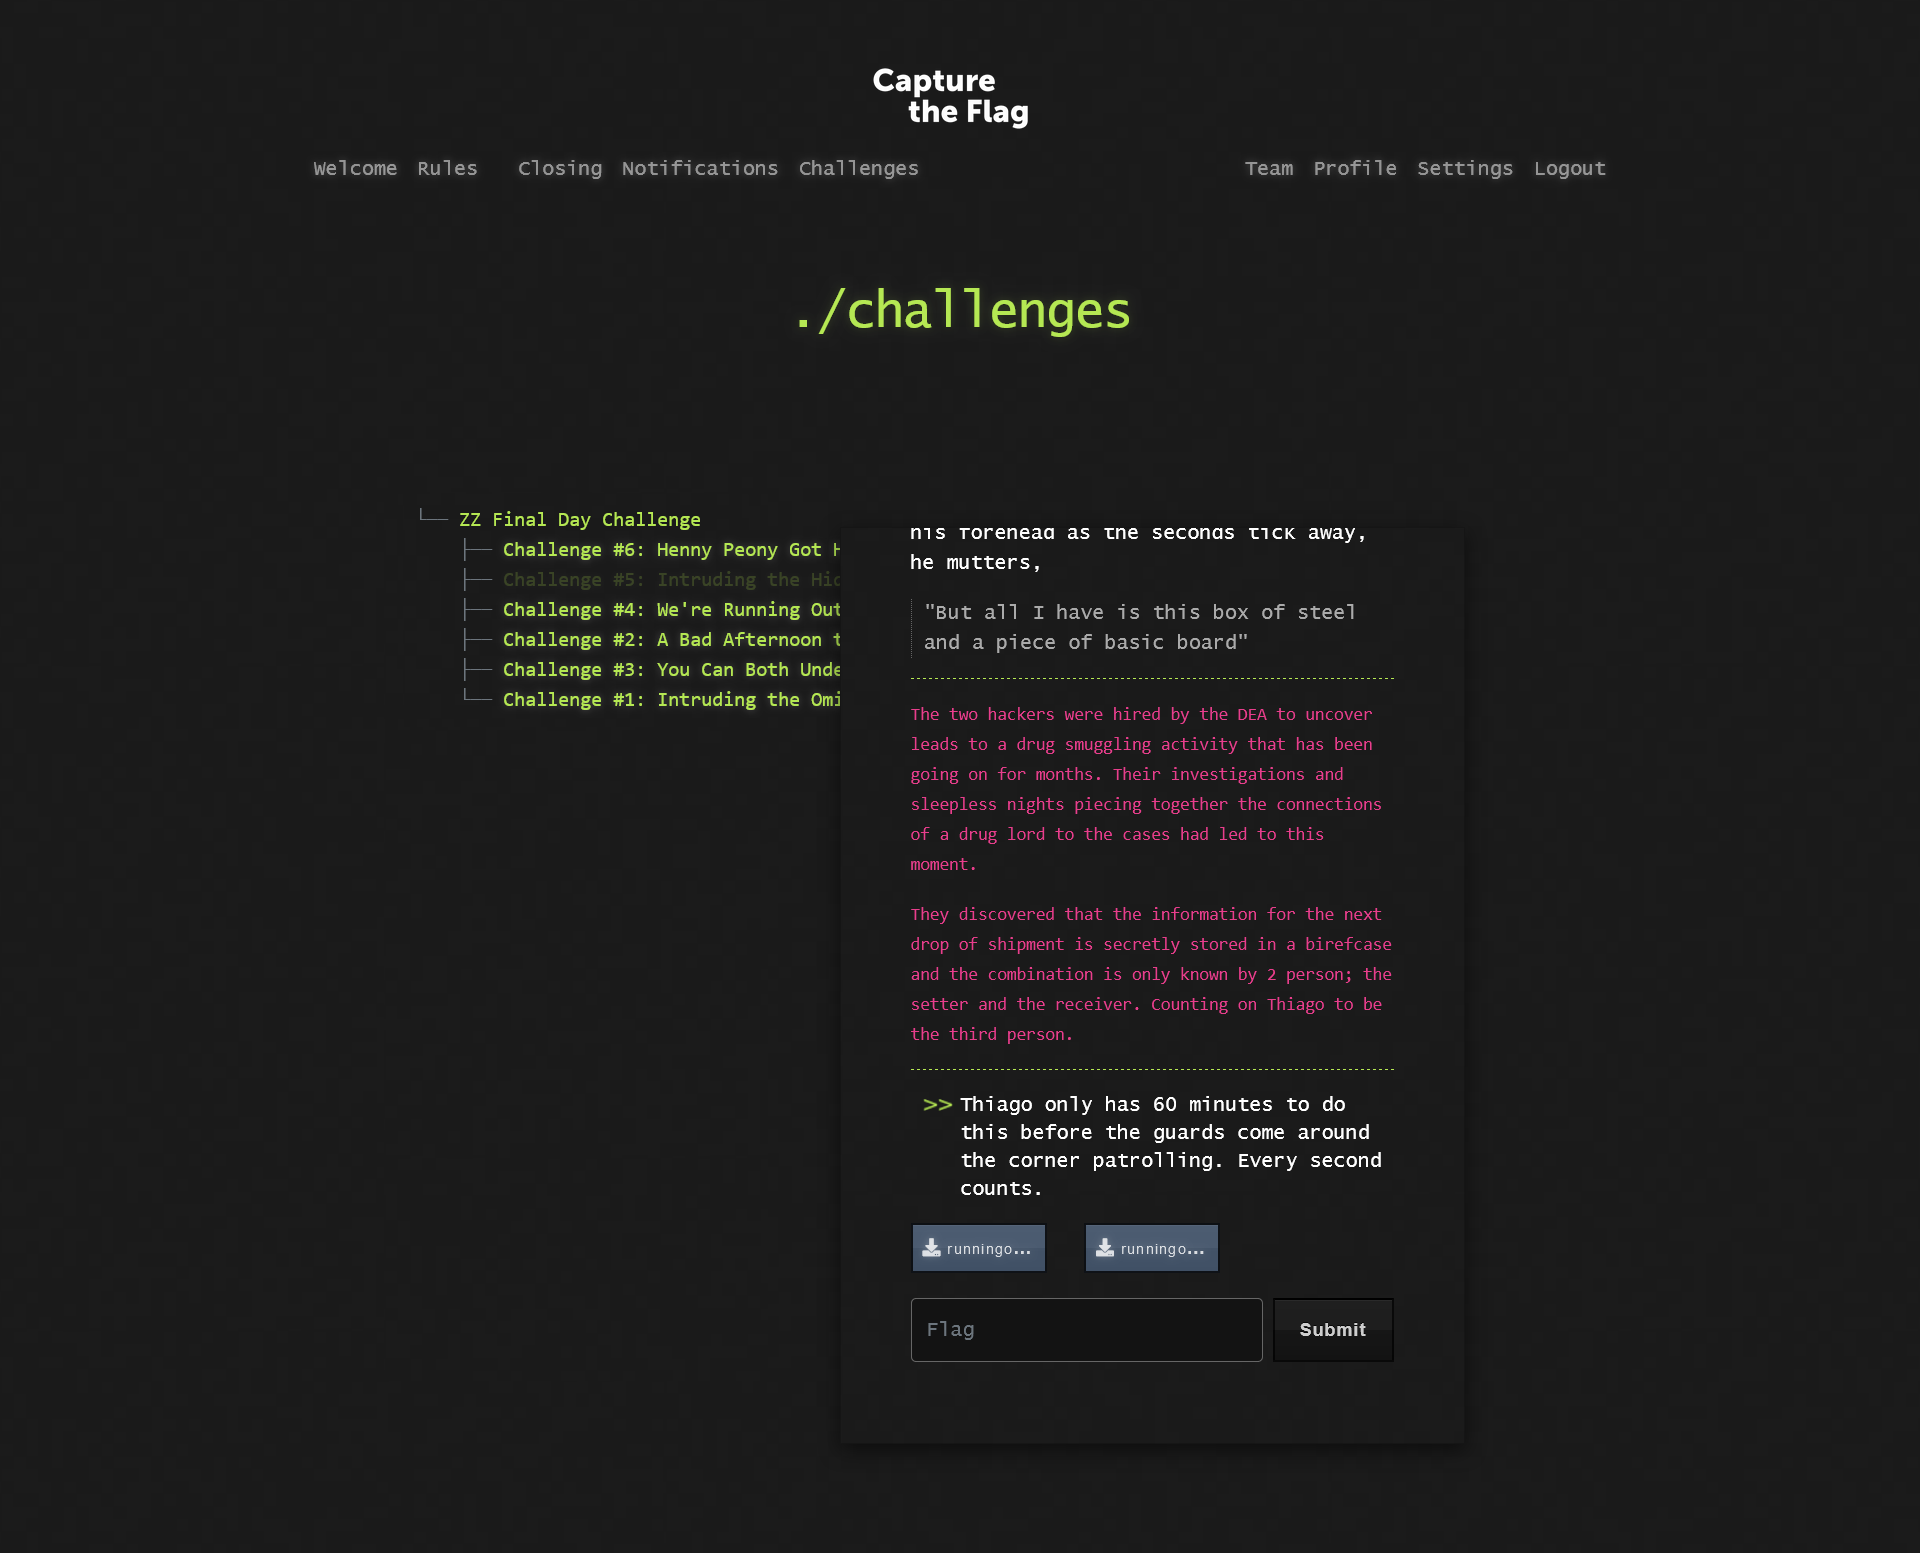 Capture
the Flag
Welcome Rules Closing Notifications Challenges Team Profile Settings Logout
./challenges
└── ZZ Final Day Challenge
├── Challenge #6: Henny Peony Got H
├── Challenge #5: Intruding the Hid
├── Challenge #4: We're Running Out
├── Challenge #2: A Bad Afternoon t
├── Challenge #3: You Can Both Unde
└── Challenge #1: Intruding the Omi
his forehead as the seconds tick away,
he mutters,
"But all I have is this box of steel
and a piece of basic board"
The two hackers were hired by the DEA to uncover
leads to a drug smuggling activity that has been
going on for months. Their investigations and
sleepless nights piecing together the connections
of a drug lord to the cases had led to this
moment.
They discovered that the information for the next
drop of shipment is secretly stored in a birefcase
and the combination is only known by 2 person; the
setter and the receiver. Counting on Thiago to be
the third person.
>> Thiago only has 60 minutes to do
this before the guards come around
the corner patrolling. Every second
counts.
runningo...
runningo...
Flag
Submit